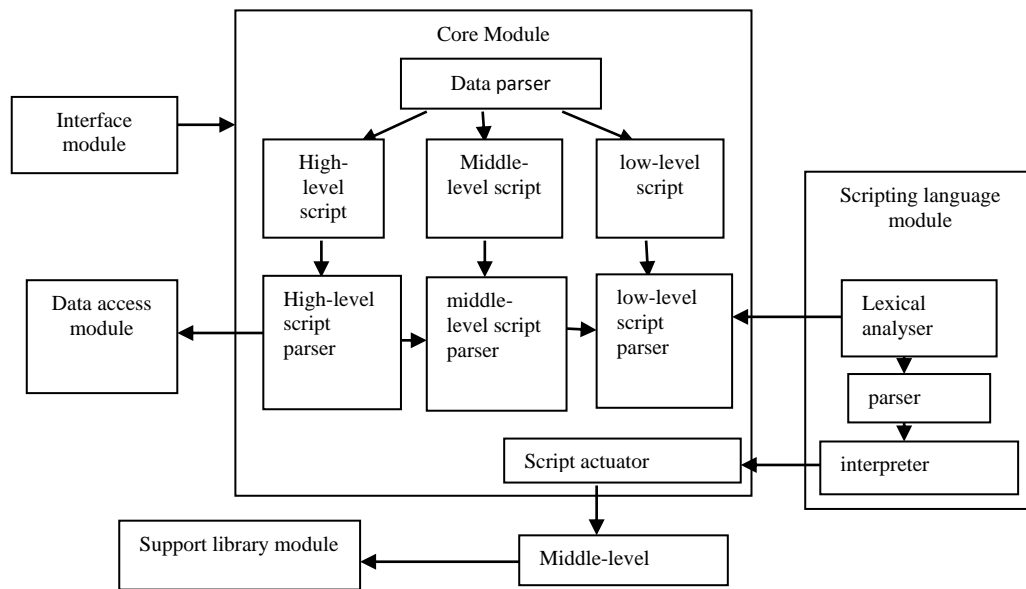 Core Module
Data parser
Interface
module
High-
level
script
Middle-
level script
low-level
script
Scripting language
module
Data access
module
High-level
script
parser
middle-
level script
parser
low-level
script
parser
Lexical
analyser
parser
Script actuator
interpreter
Support library module
Middle-level